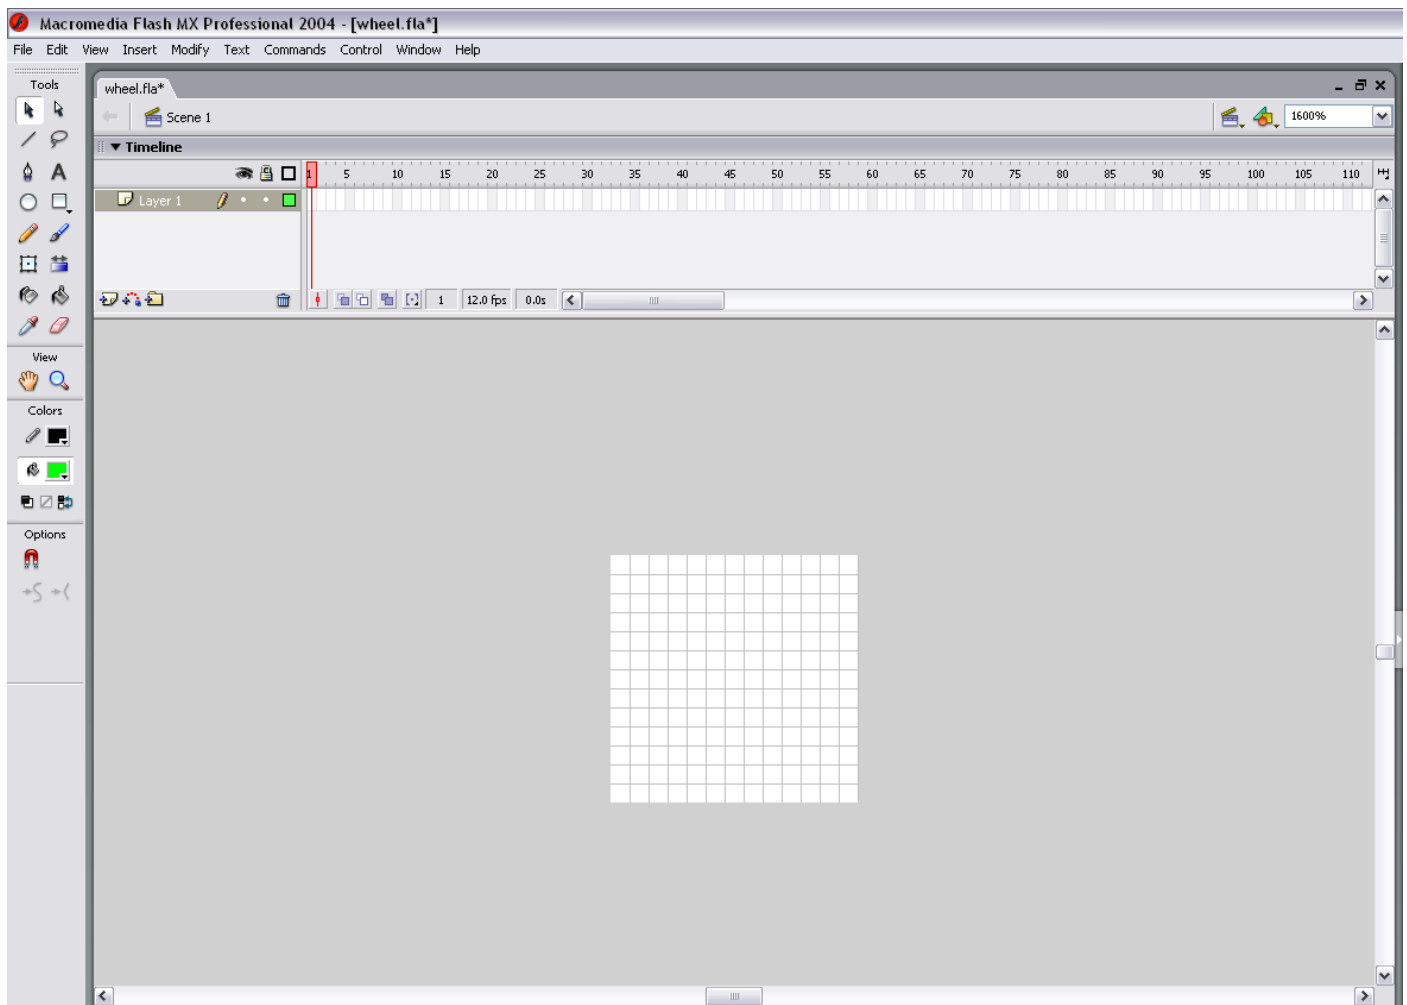 Macromedia Flash MX Professional 2004 - [wheel.fla*]
File Edit View Insert Modify Text Commands Control Window Help
Tools
wheel.fla*
Scene 1
1600%
Timeline
1 5 10 15 20 25 30 35 40 45 50 55 60 65 70 75 80 85 90 95 100 105 110
Layer 1
1 12.0 fps 0.0s
View
Colors
Options